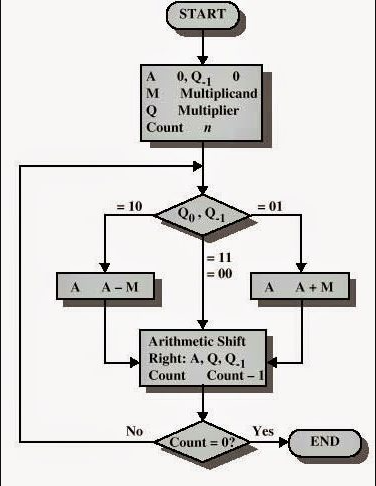 START
A 0, Q-1 0
M Multiplicand
Q Multiplier
Count n
Q0, Q-1
= 10
= 01
= 11
= 00
A A – M
A A + M
Arithmetic Shift
Right: A, Q, Q-1
Count Count – 1
No
Count = 0?
Yes
END